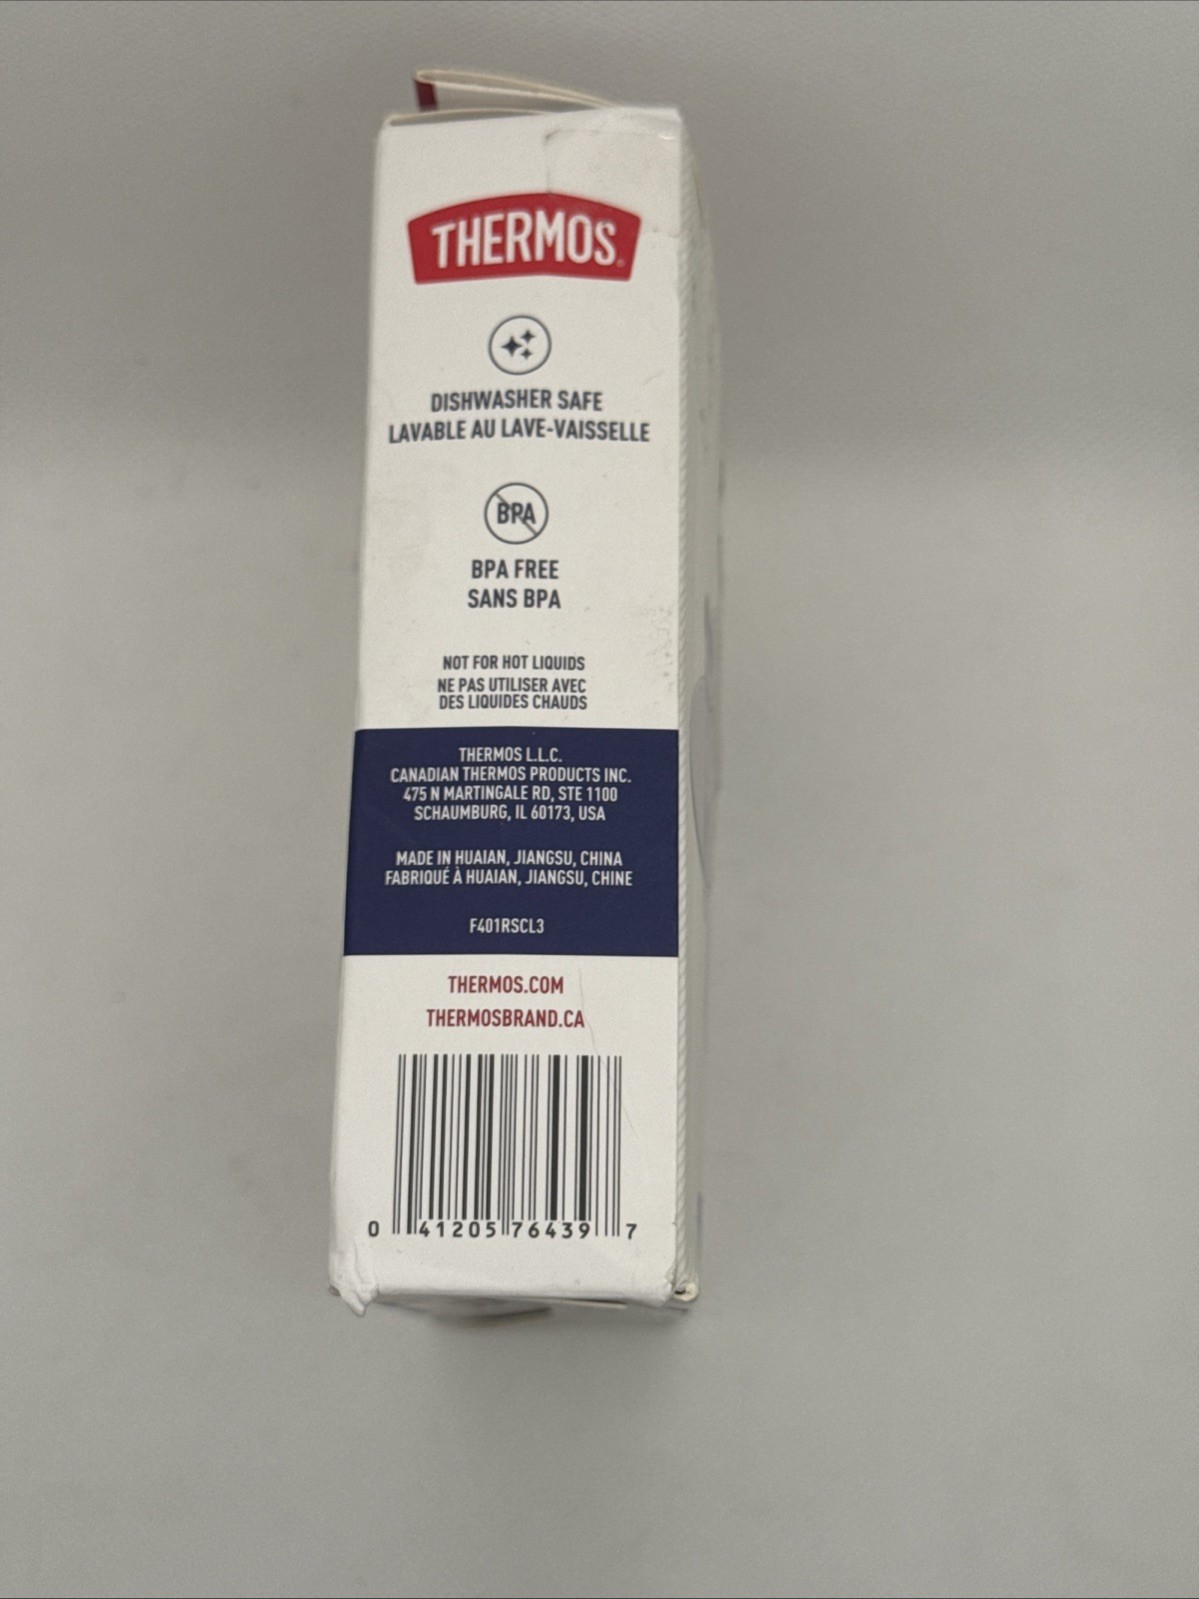 THERMOS®
DISHWASHER SAFE
LAVABLE AU LAVE-VAISSELLE
BPA
BPA FREE
SANS BPA
NOT FOR HOT LIQUIDS
NE PAS UTILISER AVEC
DES LIQUIDES CHAUDS
THERMOS L.L.C.
CANADIAN THERMOS PRODUCTS INC.
475 N MARTINGALE RD, STE 1100
SCHAUMBURG, IL 60173, USA
MADE IN HUAIAN, JIANGSU, CHINA
FABRIQUÉ À HUAIAN, JIANGSU, CHINE
F401RSCL3
THERMOS.COM
THERMOSBRAND.CA
0 41205 76439 7